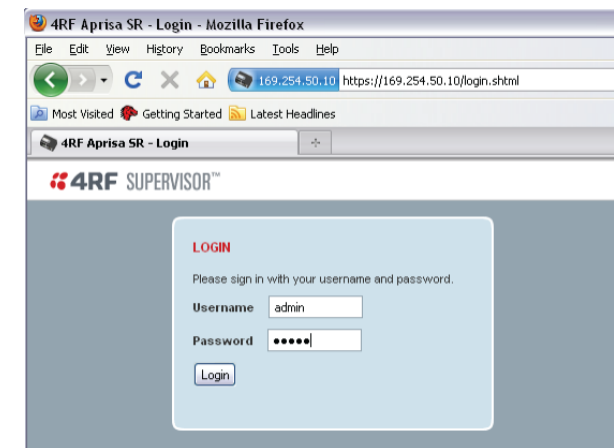 4RF Aprisa SR - Login - Mozilla Firefox
File Edit View History Bookmarks Tools Help
169.254.50.10 https://169.254.50.10/login.shtml
Most Visited Getting Started Latest Headlines
4RF Aprisa SR - Login
4RF SUPERVISOR™
LOGIN
Please sign in with your username and password.
Username admin
Password •••••
Login